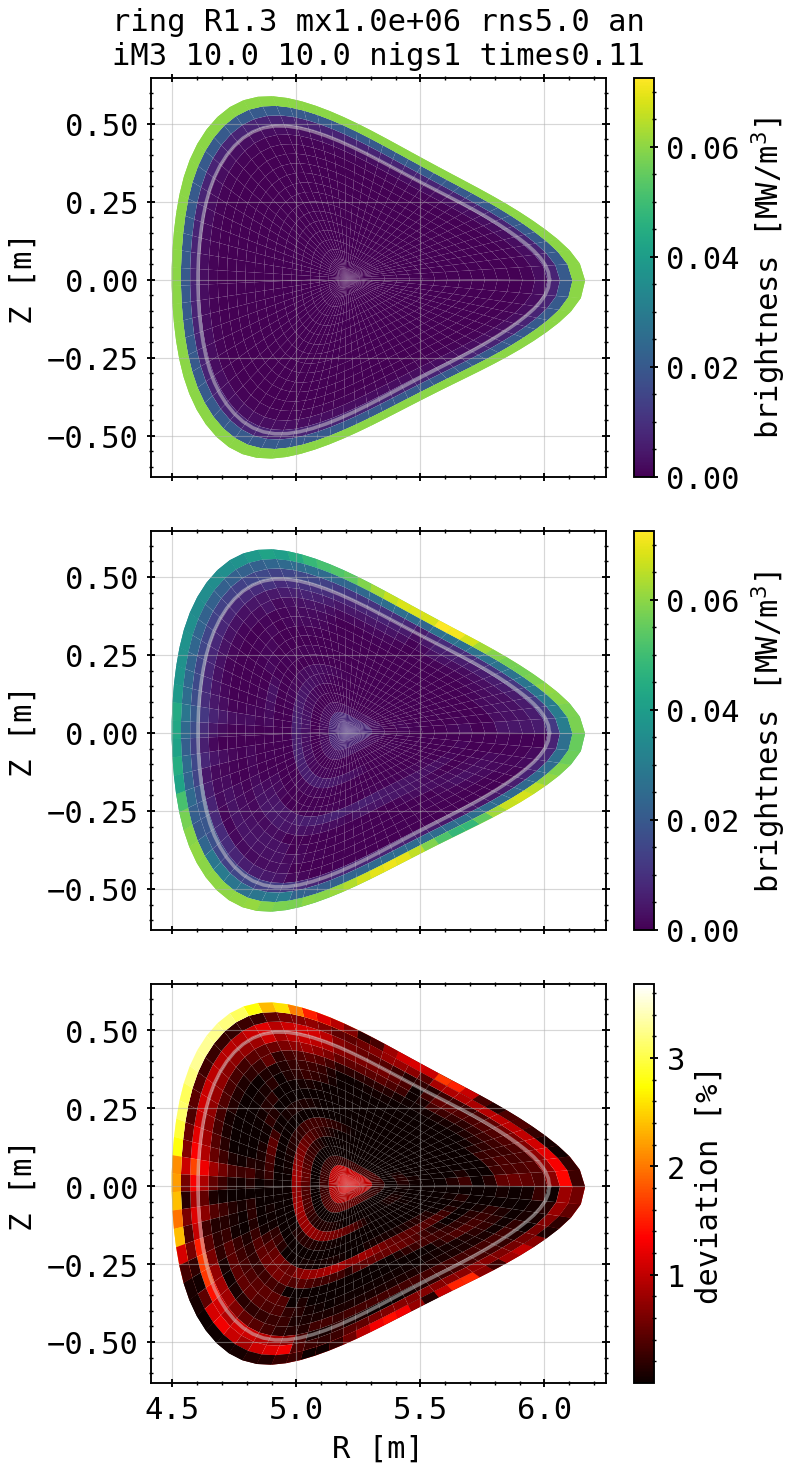 ring R1.3 mx1.0e+06 rns5.0 an
iM3 10.0 10.0 nigs1 times0.11
0.50
0.25
0.00
−0.25
−0.50
Z [m]
0.06
0.04
0.02
0.00
brightness [MW/m³]
0.50
0.25
0.00
−0.25
−0.50
Z [m]
0.06
0.04
0.02
0.00
brightness [MW/m³]
0.50
0.25
0.00
−0.25
−0.50
Z [m]
3
2
1
deviation [%]
4.5 5.0 5.5 6.0
R [m]